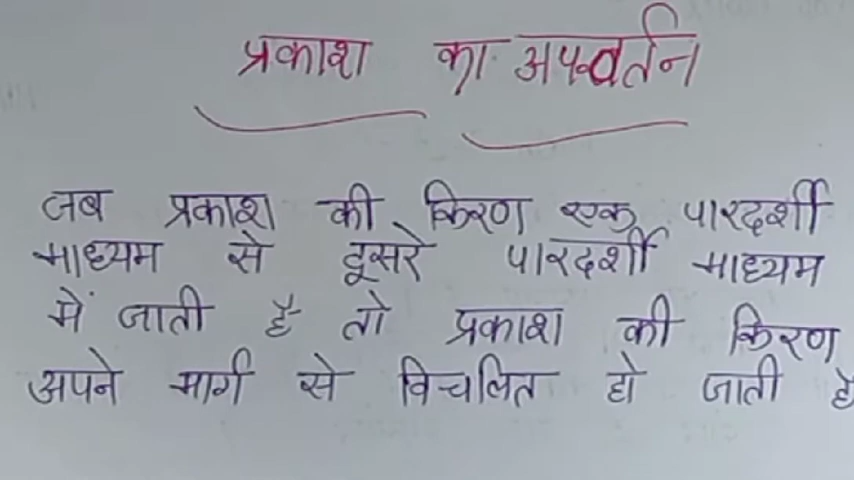 प्रकाश का अपवर्तन
जब प्रकाश की किरण एक पारदर्शी
माध्यम से दूसरे पारदर्शी माध्यम
में जाती है तो प्रकाश की किरण
अपने मार्ग से विचलित हो जाती है